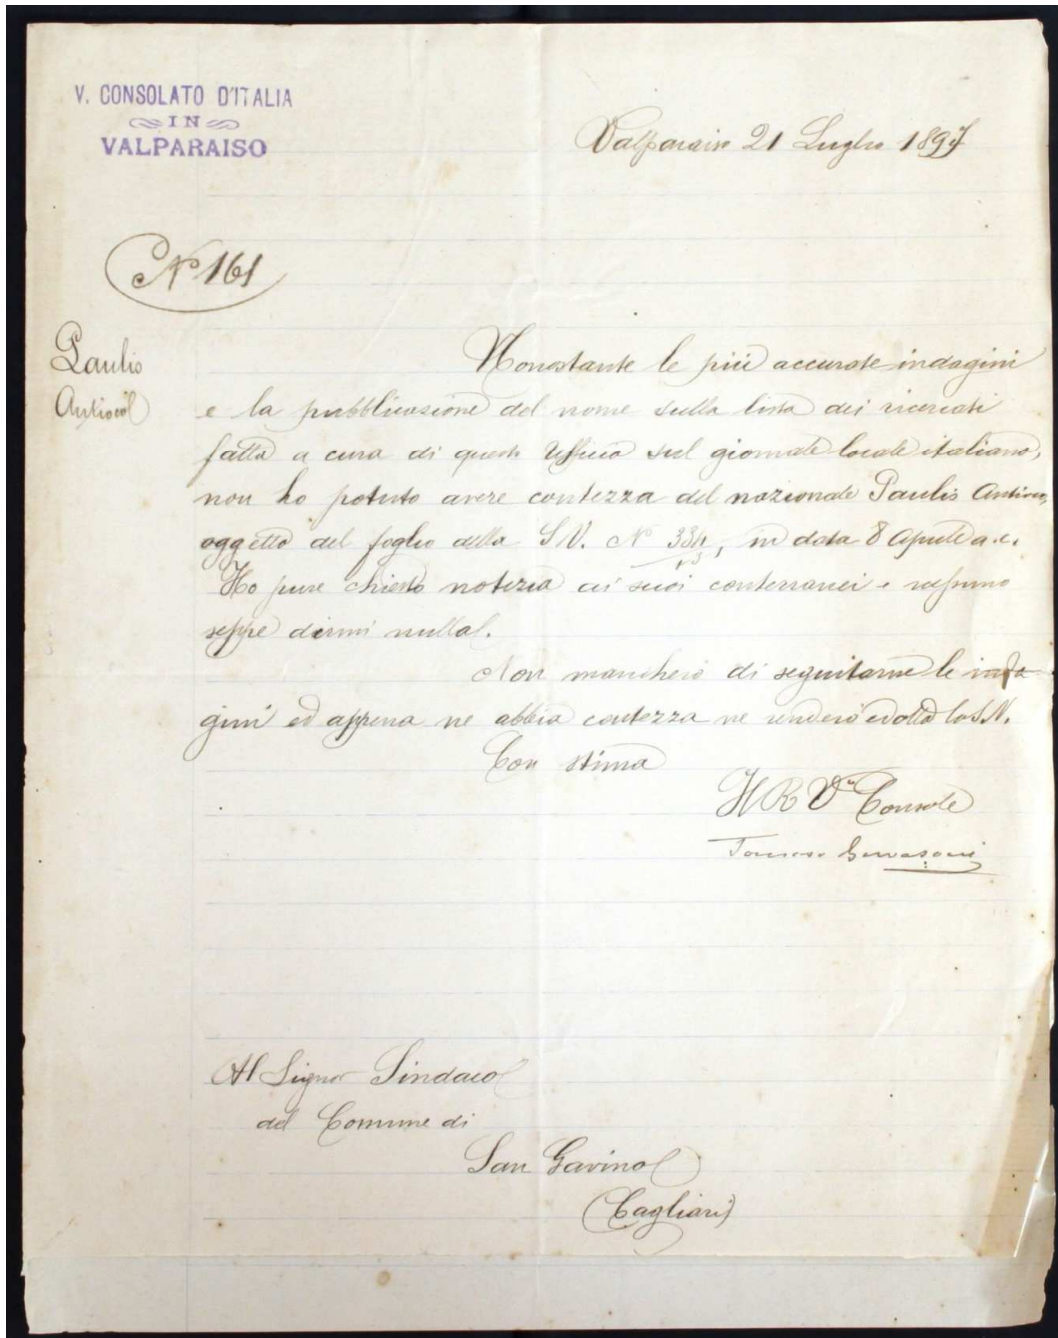 V. CONSOLATO D'ITALIA
IN
VALPARAISO
Valparaiso 21 Luglio 1897
N 161
Paulis
Antioco
Nonostante le più accurate indagini
e la pubblicazione del nome sulla lista dei ricercati
fatta a cura di questo Ufficio sul giornale locale italiano,
non ho potuto avere contezza del nazionale Paulis Antioco,
oggetto del foglio della S.V. N 334, in data 8 Aprile a.c.
Ho pure chiesto notizia ai suoi conterranei e nessuno
seppe dirmi nulla.
Non mancherò di seguitarne le inda
gini ed appena ne abbia contezza ne renderò edotta la S.V.
Con stima
Il R V Console
Tomaso
Al Signor Sindaco
del Comune di
San Gavino
(Cagliari)